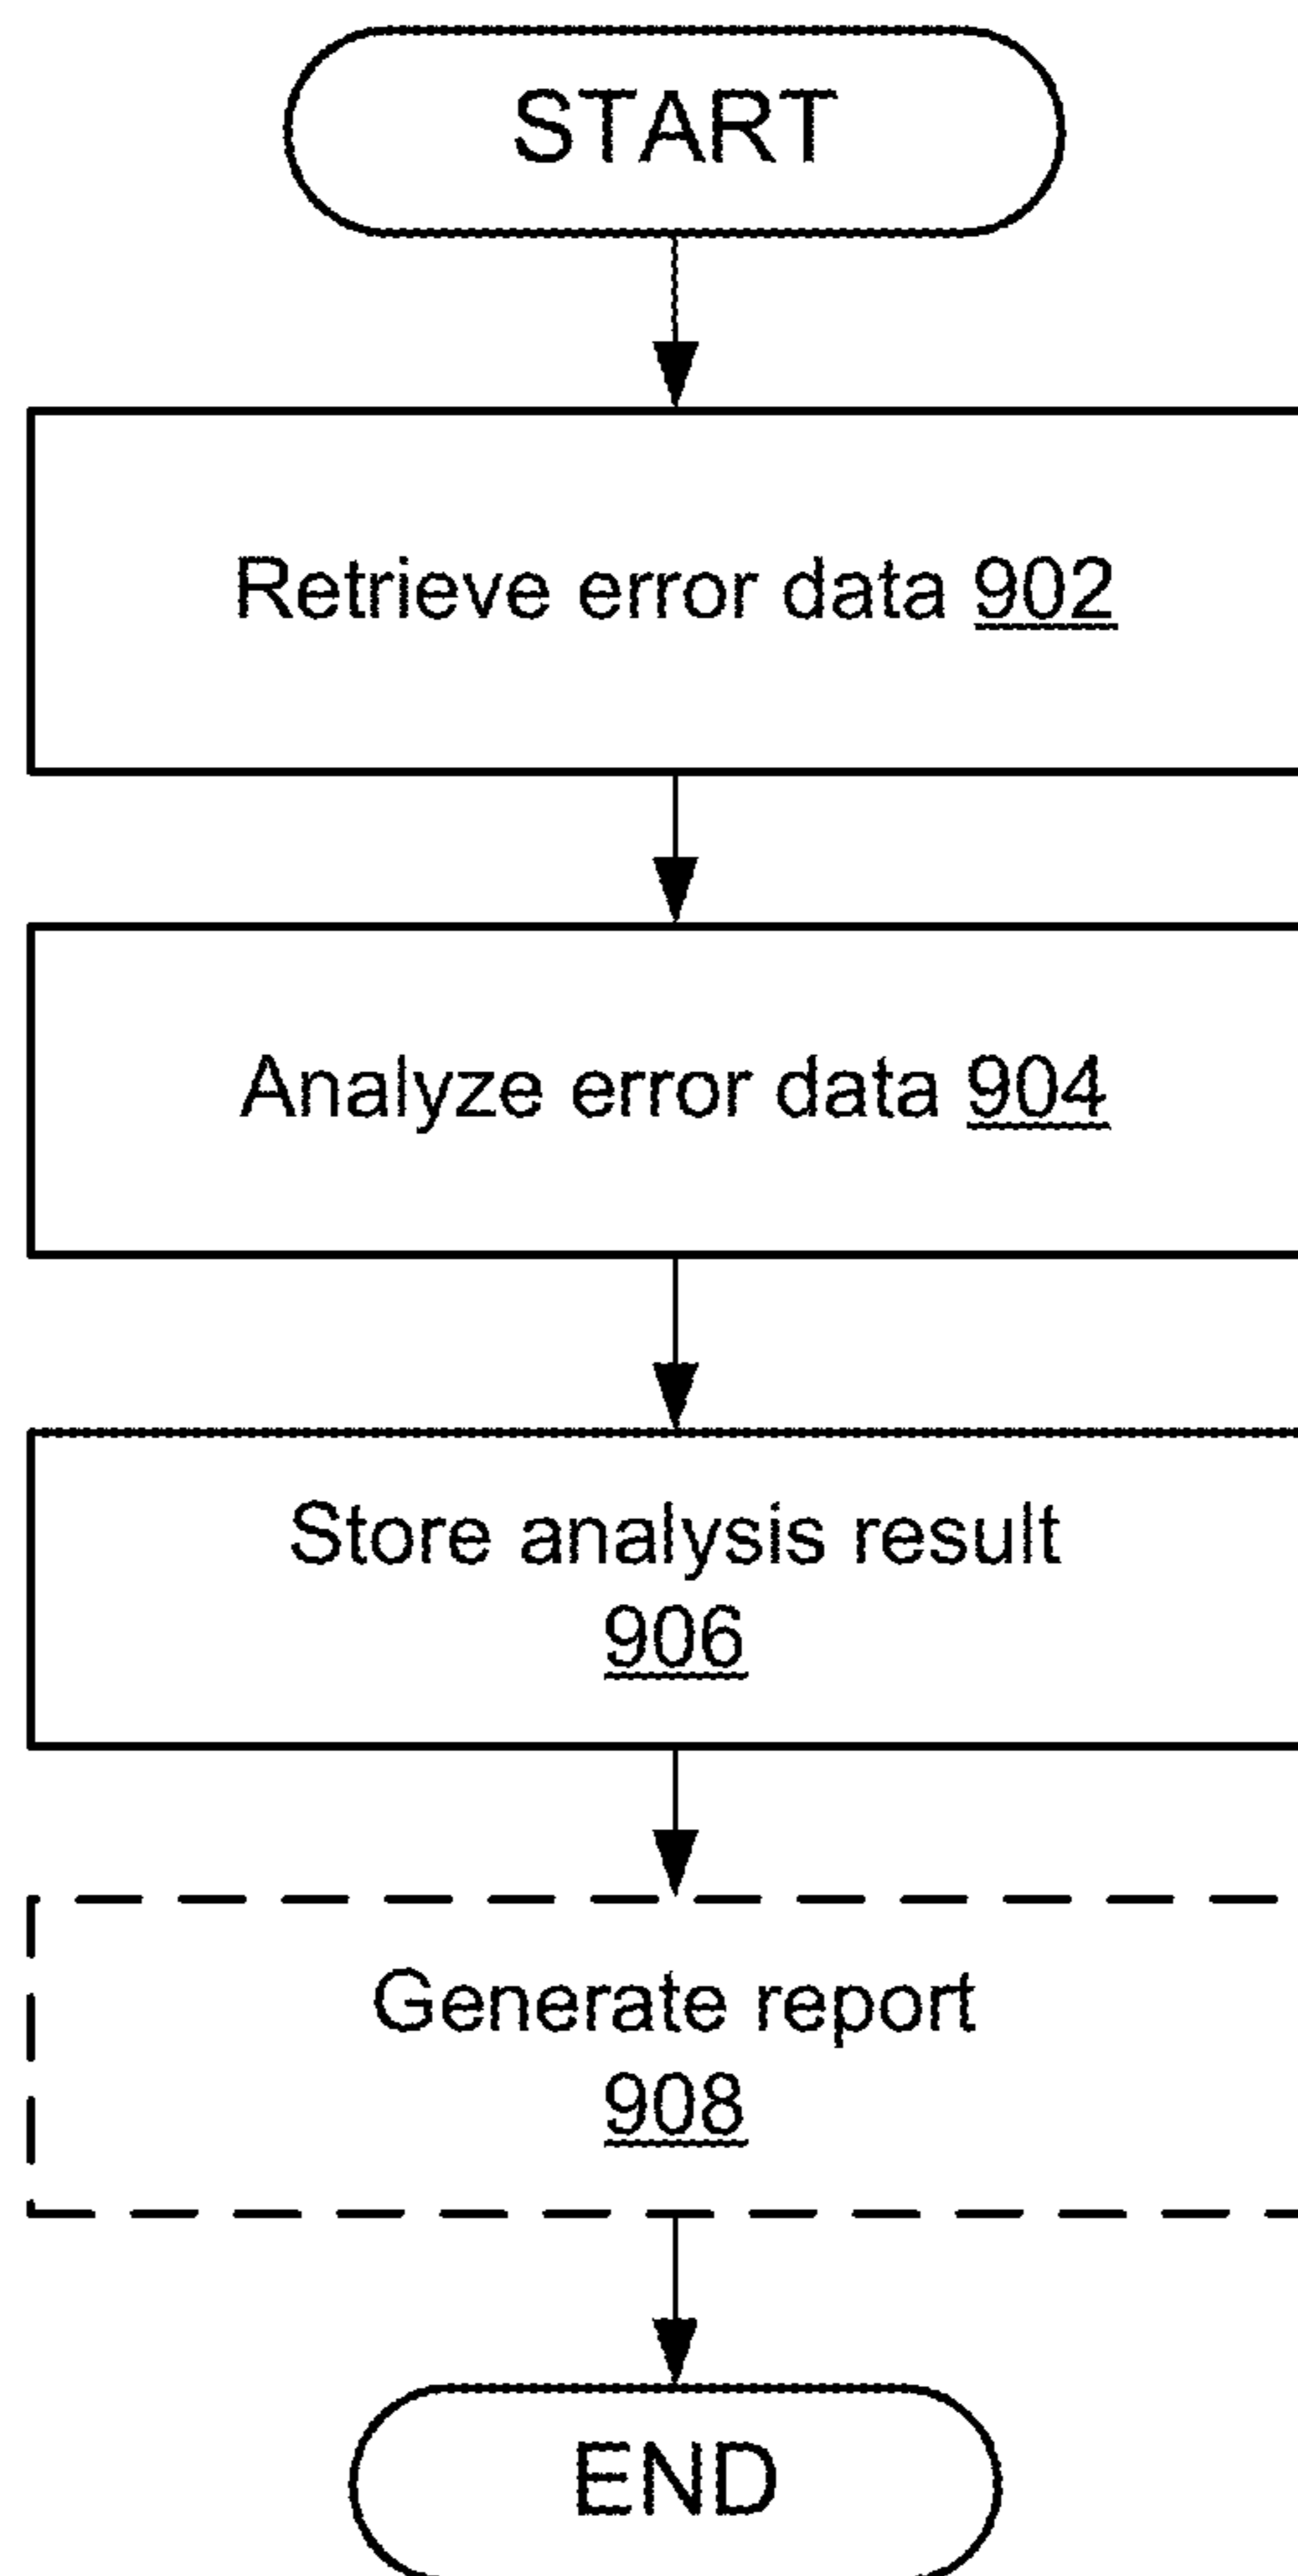 START
Retrieve error data 902
Analyze error data 904
Store analysis result
906
Generate report
908
END